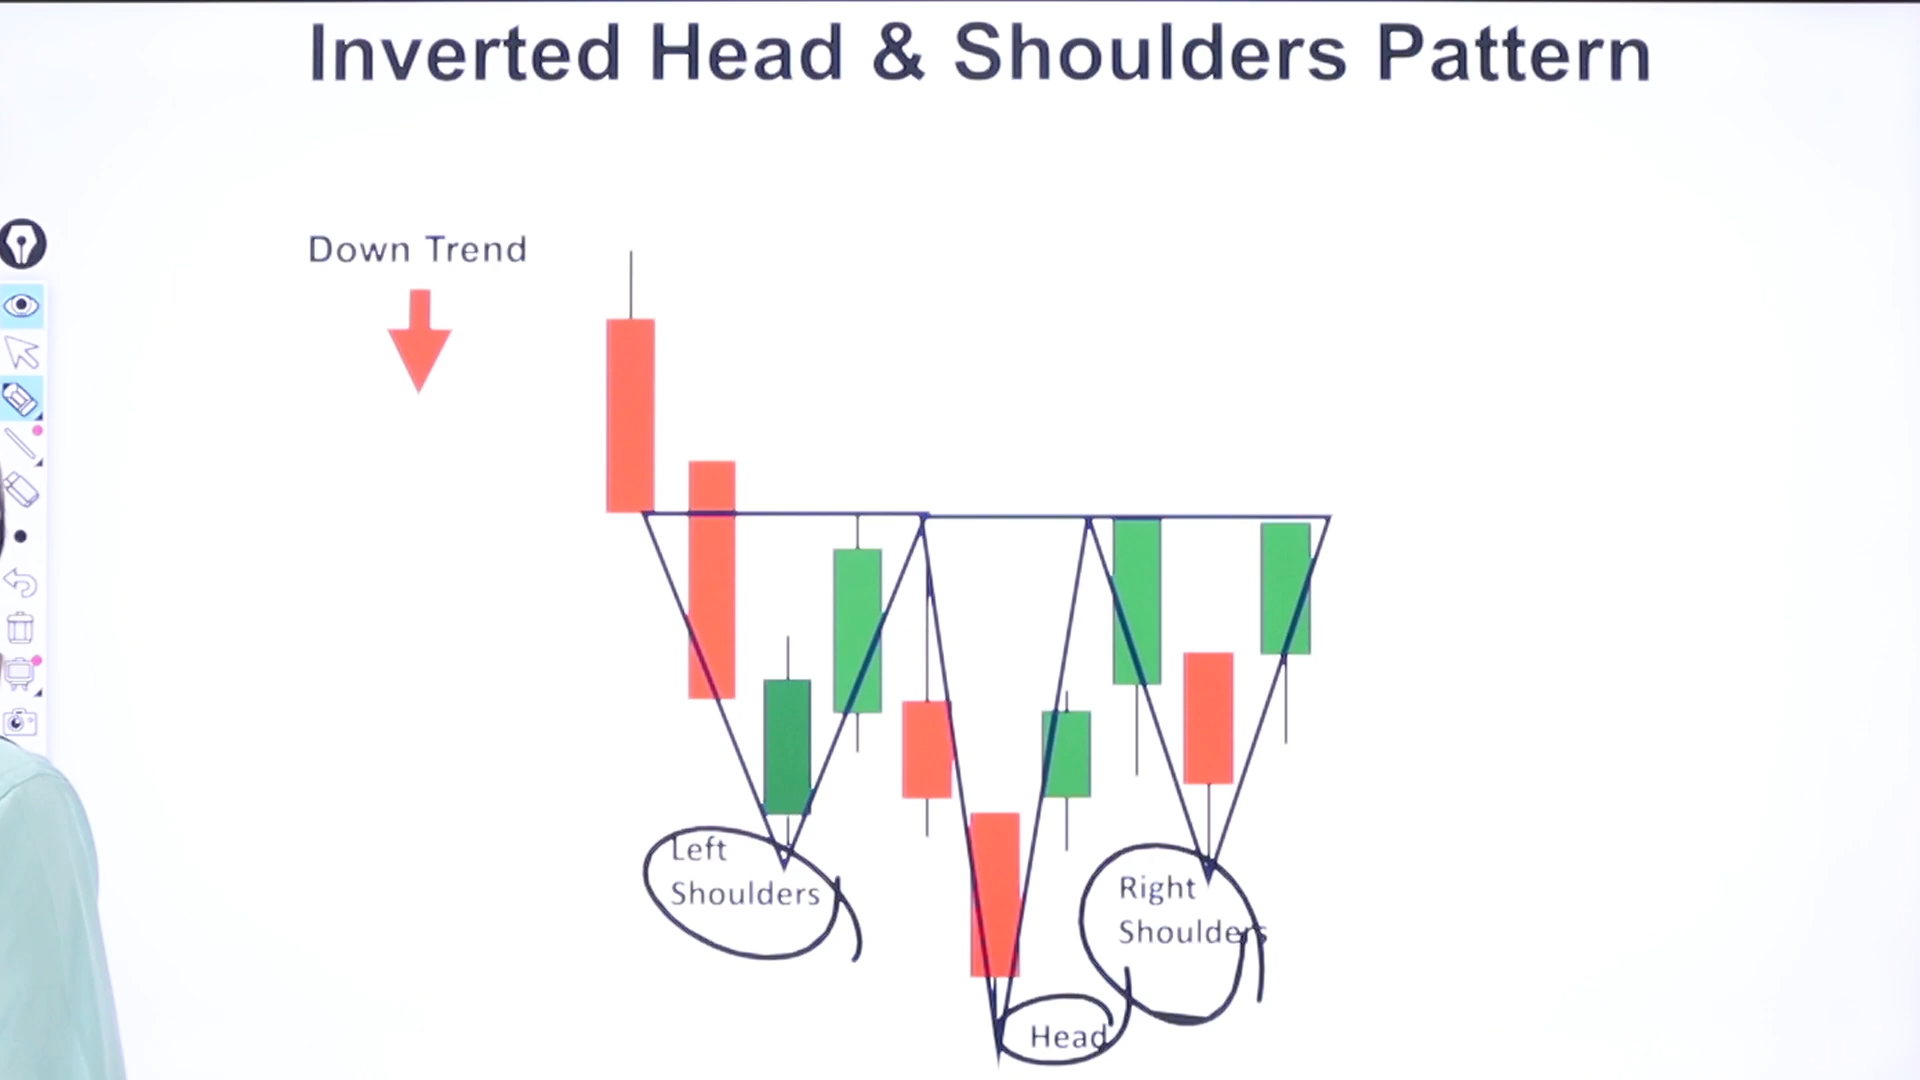 Inverted Head & Shoulders Pattern
Down Trend
Left
Shoulders
Right
Shoulders
Head